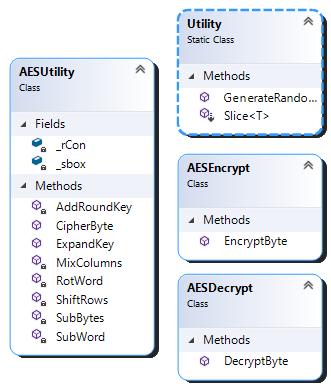 AESUtility
Class
Fields
_rCon
_sbox
Methods
AddRoundKey
CipherByte
ExpandKey
MixColumns
RotWord
ShiftRows
SubBytes
SubWord
Utility
Static Class
Methods
GenerateRando...
Slice<T>
AESEncrypt
Class
Methods
EncryptByte
AESDecrypt
Class
Methods
DecryptByte